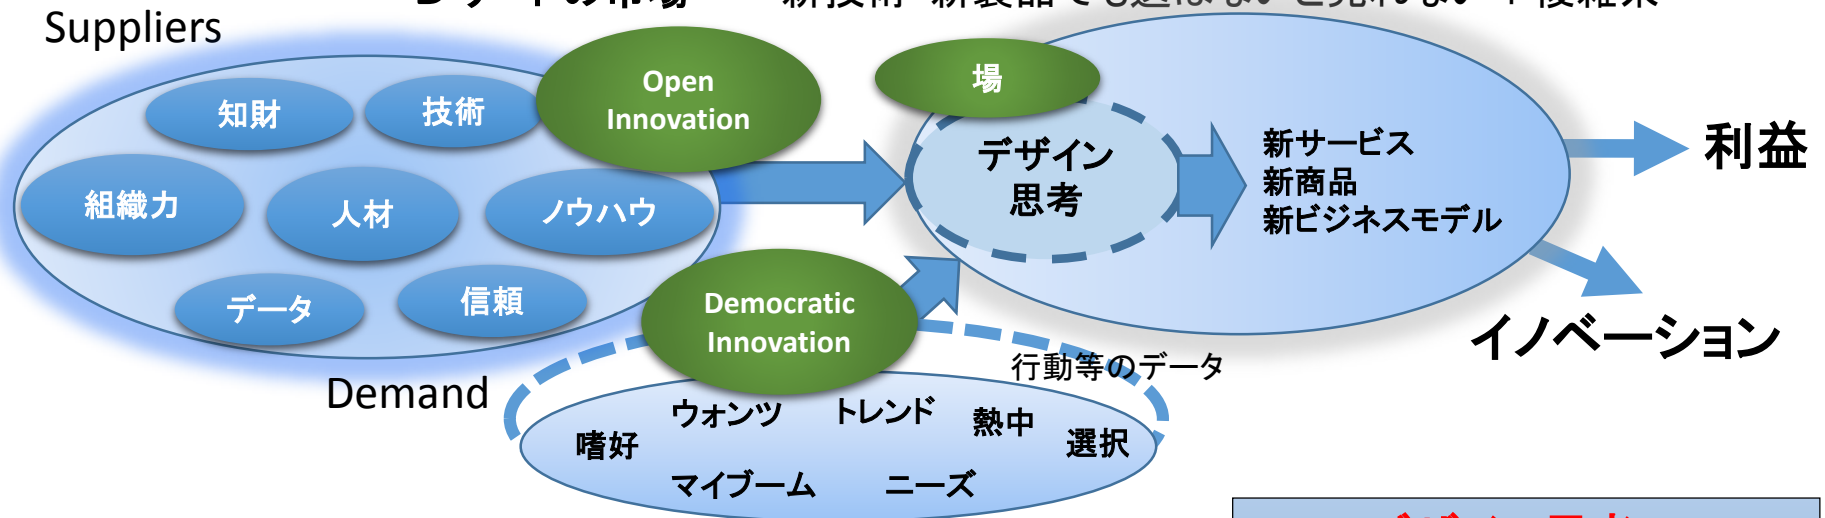 Suppliers
知財
技術
組織力
人材
ノウハウ
データ
信頼
Open
Innovation
場
デザイン
思考
新サービス
新商品
新ビジネスモデル
利益
イノベーション
Democratic
Innovation
Demand
行動等のデータ
ウォンツ
トレンド
熱中
嗜好
選択
マイブーム
ニーズ